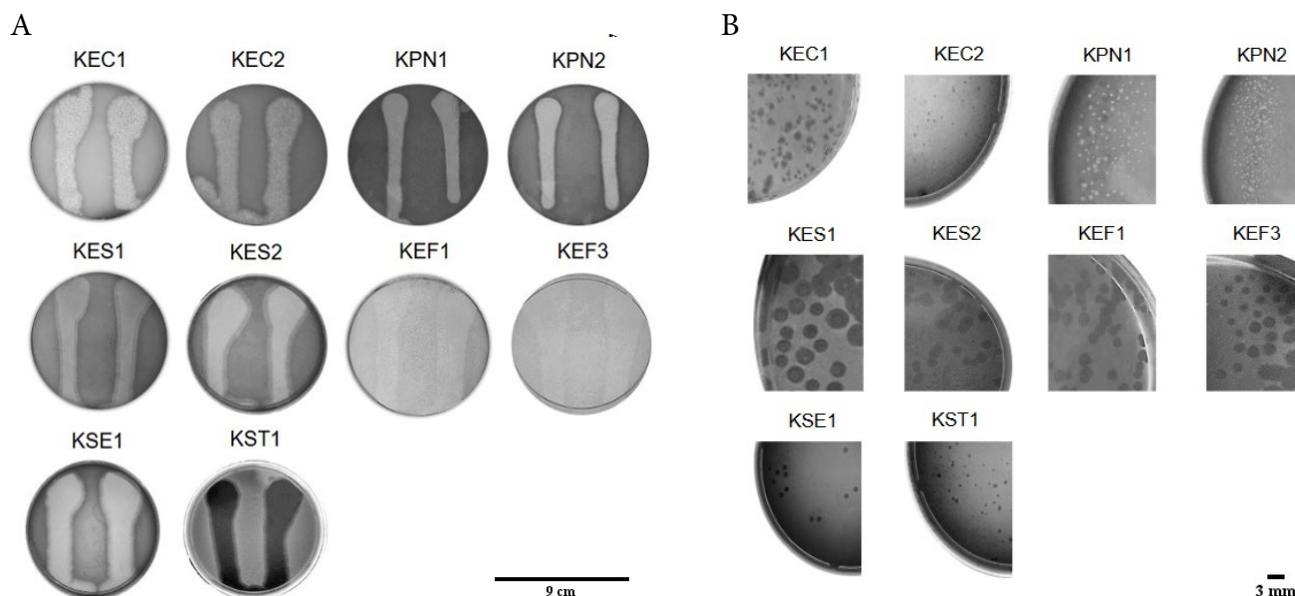 A
B
KEC1 KEC2 KPN1 KPN2
KEC1 KEC2 KPN1 KPN2
KES1 KES2 KEF1 KEF3
KES1 KES2 KEF1 KEF3
KSE1 KST1
KSE1 KST1
9 cm
3 mm